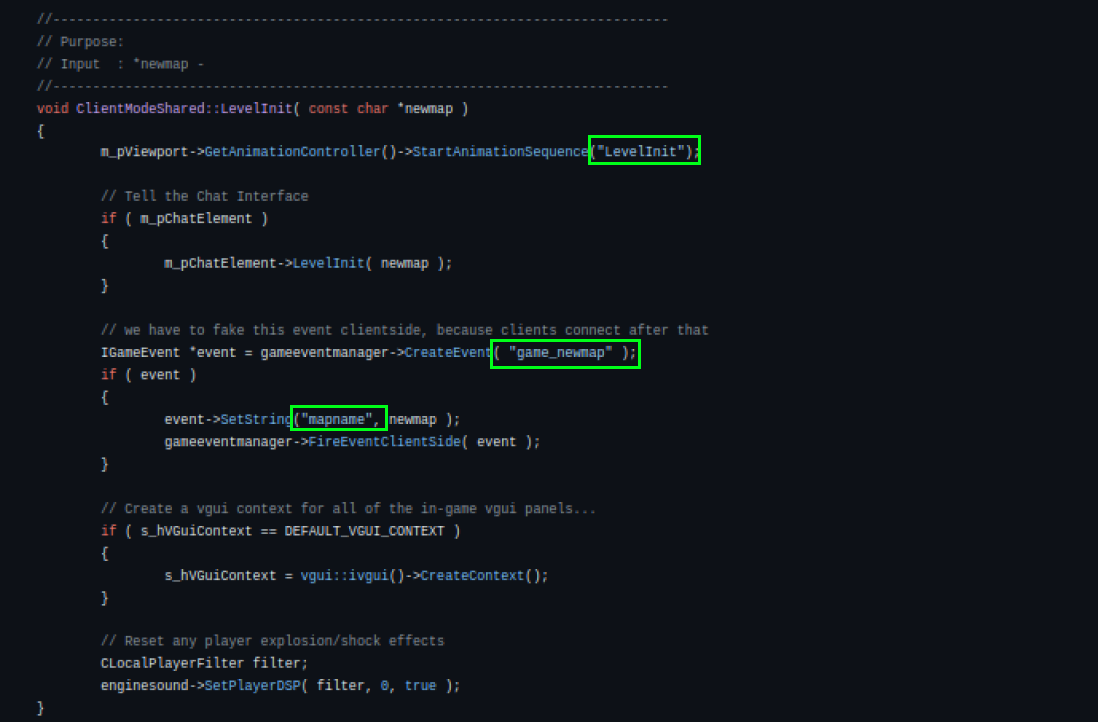 //-----------------------------------------------------------------------------
// Purpose:
// Input  : *newmap -
//-----------------------------------------------------------------------------
void ClientModeShared::LevelInit( const char *newmap )
{
        m_pViewport->GetAnimationController()->StartAnimationSequence("LevelInit");

        // Tell the Chat Interface
        if ( m_pChatElement )
        {
                m_pChatElement->LevelInit( newmap );
        }

        // we have to fake this event clientside, because clients connect after that
        IGameEvent *event = gameeventmanager->CreateEvent( "game_newmap" );
        if ( event )
        {
                event->SetString("mapname", newmap );
                gameeventmanager->FireEventClientSide( event );
        }

        // Create a vgui context for all of the in-game vgui panels...
        if ( s_hVGuiContext == DEFAULT_VGUI_CONTEXT )
        {
                s_hVGuiContext = vgui::ivgui()->CreateContext();
        }

        // Reset any player explosion/shock effects
        CLocalPlayerFilter filter;
        enginesound->SetPlayerDSP( filter, 0, true );
}